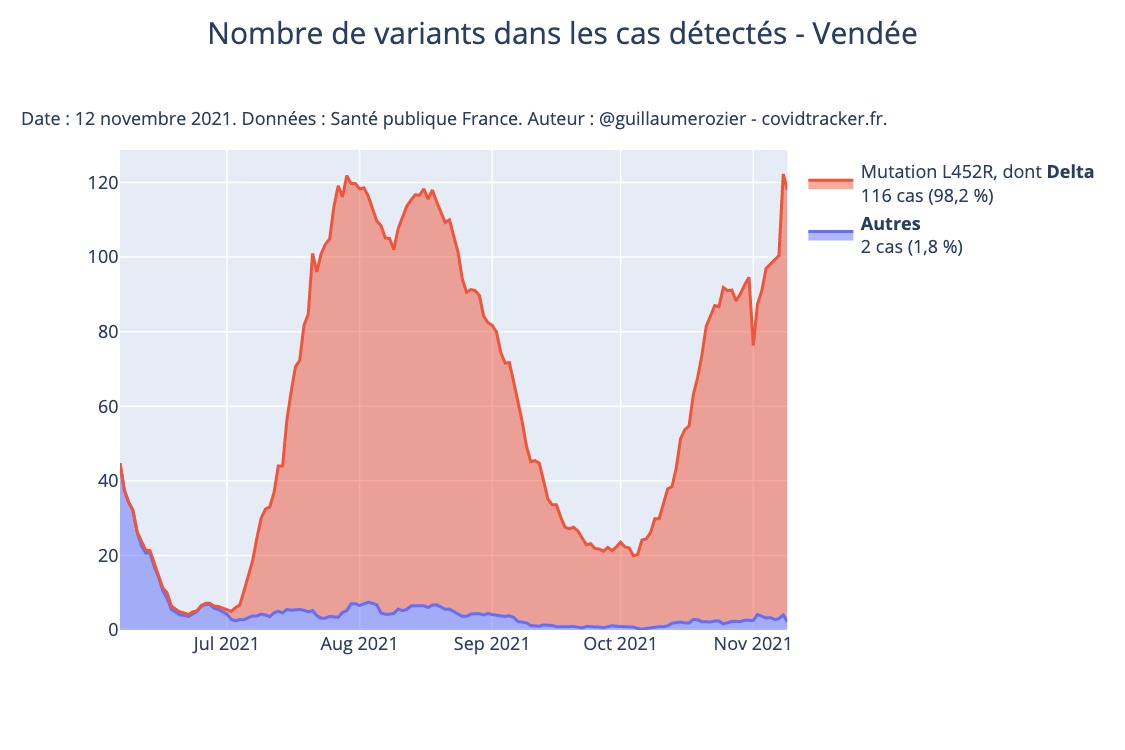 Nombre de variants dans les cas détectés - Vendée
Date : 12 novembre 2021. Données : Santé publique France. Auteur : @guillaumerozier - covidtracker.fr.
Mutation L452R, dont Delta
116 cas (98,2 %)
Autres
2 cas (1,8 %)
120
100
80
60
40
20
0
Jul 2021
Aug 2021
Sep 2021
Oct 2021
Nov 2021